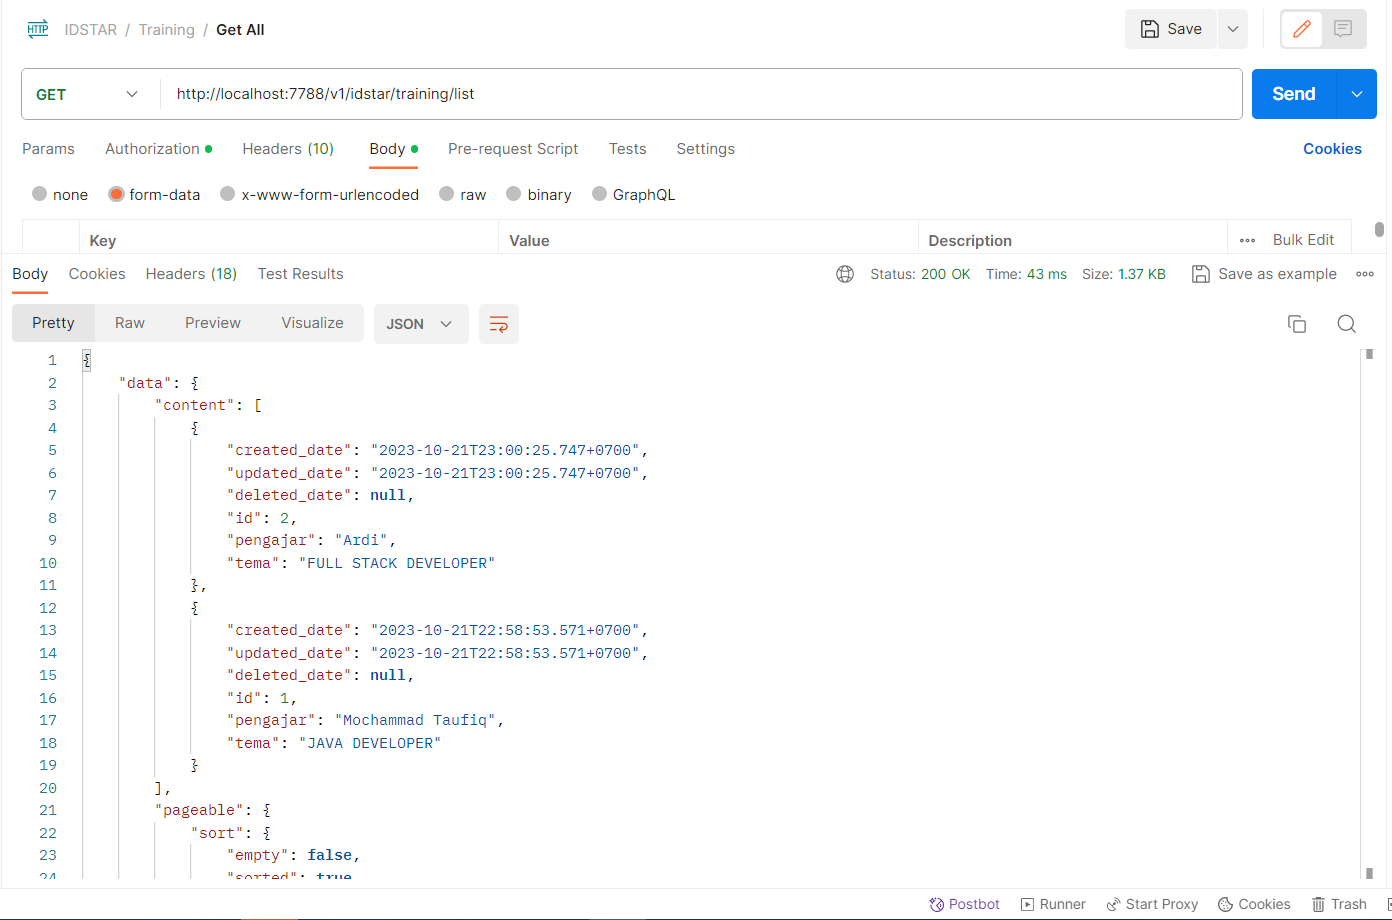 HTTP IDSTAR / Training / Get All Save
GET http://localhost:7788/v1/idstar/training/list Send
Params Authorization Headers (10) Body Pre-request Script Tests Settings Cookies
none form-data x-www-form-urlencoded raw binary GraphQL
Key Value Description Bulk Edit
Body Cookies Headers (18) Test Results Status: 200 OK Time: 43 ms Size: 1.37 KB Save as example
Pretty Raw Preview Visualize JSON
1 {
2 "data": {
3 "content": [
4 {
5 "created_date": "2023-10-21T23:00:25.747+0700",
6 "updated_date": "2023-10-21T23:00:25.747+0700",
7 "deleted_date": null,
8 "id": 2,
9 "pengajar": "Ardi",
10 "tema": "FULL STACK DEVELOPER"
11 },
12 {
13 "created_date": "2023-10-21T22:58:53.571+0700",
14 "updated_date": "2023-10-21T22:58:53.571+0700",
15 "deleted_date": null,
16 "id": 1,
17 "pengajar": "Mochammad Taufiq",
18 "tema": "JAVA DEVELOPER"
19 }
20 ],
21 "pageable": {
22 "sort": {
23 "empty": false,
24 "sorted": true
Postbot Runner Start Proxy Cookies Trash